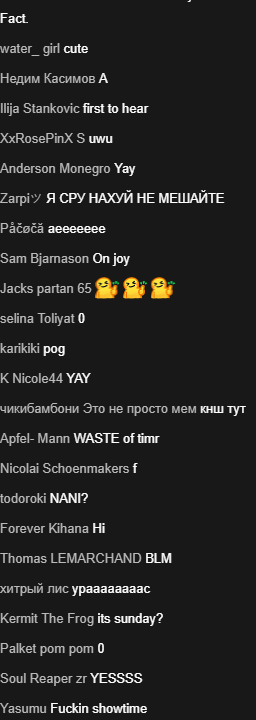 Fact.
water_ girl cute
Недим Касимов А
Ilija Stankovic first to hear
XxRosePinX S uwu
Anderson Monegro Yay
Zarpiツ Я СРУ НАХУЙ НЕ МЕШАЙТЕ
Påčøčă aeeeeeee
Sam Bjarnason On joy
Jacks partan 65
selina Toliyat 0
karikiki pog
K Nicole44 YAY
чикибамбони Это не просто мем кнш тут
Apfel- Mann WASTE of timr
Nicolai Schoenmakers f
todoroki NANI?
Forever Kihana Hi
Thomas LEMARCHAND BLM
хитрый лис урааааааас
Kermit The Frog its sunday?
Palket pom pom 0
Soul Reaper zr YESSSS
Yasumu Fuckin showtime